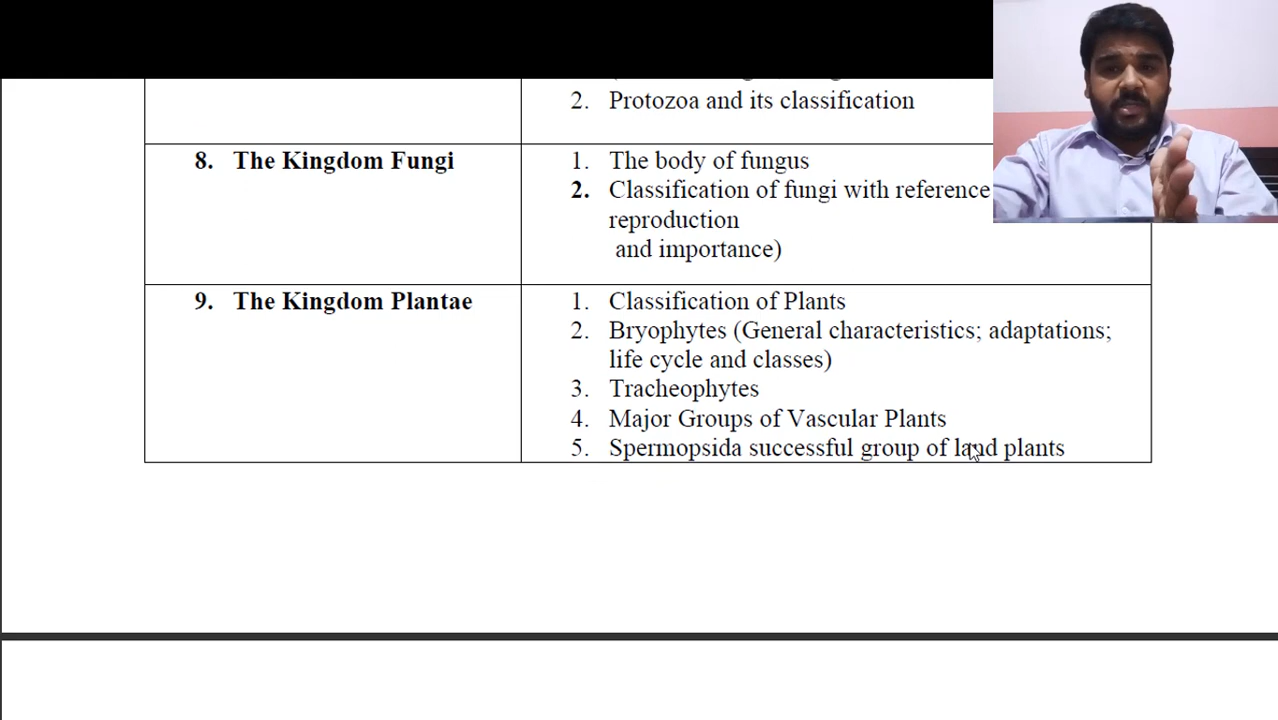 2. Protozoa and its classification
8. The Kingdom Fungi
1. The body of fungus
2. Classification of fungi with reference
reproduction
and importance)
9. The Kingdom Plantae
1. Classification of Plants
2. Bryophytes (General characteristics; adaptations;
life cycle and classes)
3. Tracheophytes
4. Major Groups of Vascular Plants
5. Spermopsida successful group of land plants